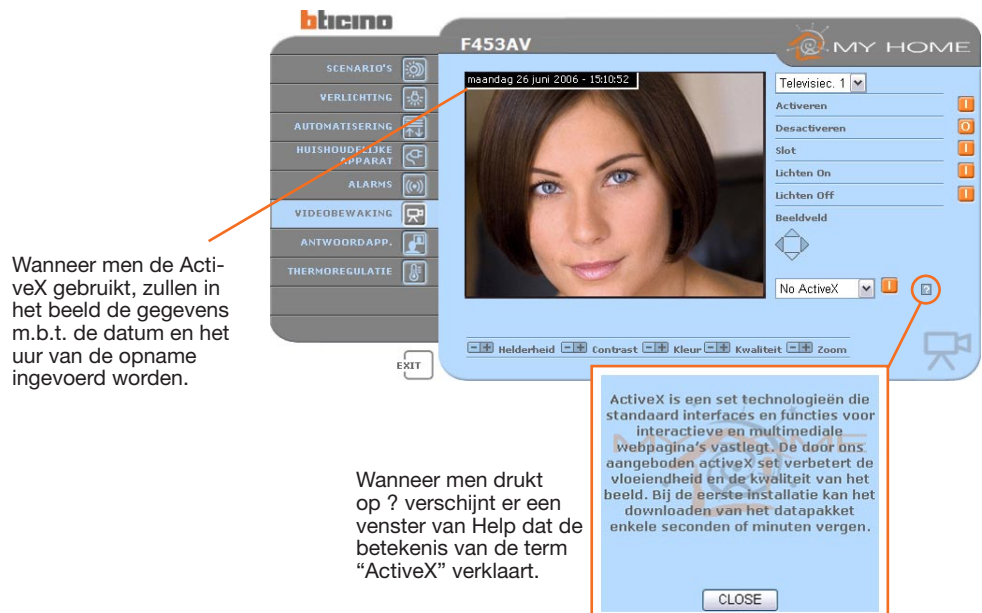 bticino
F453AV
MY HOME
SCENARIO'S
VERLICHTING
AUTOMATISERING
HUISHOUDELIJKE
APPARAT
ALARMS
VIDEOBEWAKING
ANTWOORDAPP.
THERMOREGULATIE
EXIT
maandag 26 juni 2006 - 15:10:52
Televisiec. 1
Activeren
Desactiveren
Slot
Lichten On
Lichten Off
Beeldveld
No ActiveX
?
Helderheid Contrast Kleur Kwaliteit Zoom
Wanneer men de Acti-
veX gebruikt, zullen in
het beeld de gegevens
m.b.t. de datum en het
uur van de opname
ingevoerd worden.
Wanneer men drukt
op ? verschijnt er een
venster van Help dat de
betekenis van de term
“ActiveX” verklaart.
ActiveX is een set technologieën die
standaard interfaces en functies voor
interactieve en multimediale
webpagina's vastlegt. De door ons
aangeboden activeX set verbetert de
vloeiendheid en de kwaliteit van het
beeld. Bij de eerste installatie kan het
downloaden van het datapakket
enkele seconden of minuten vergen.
MY HOME
CLOSE